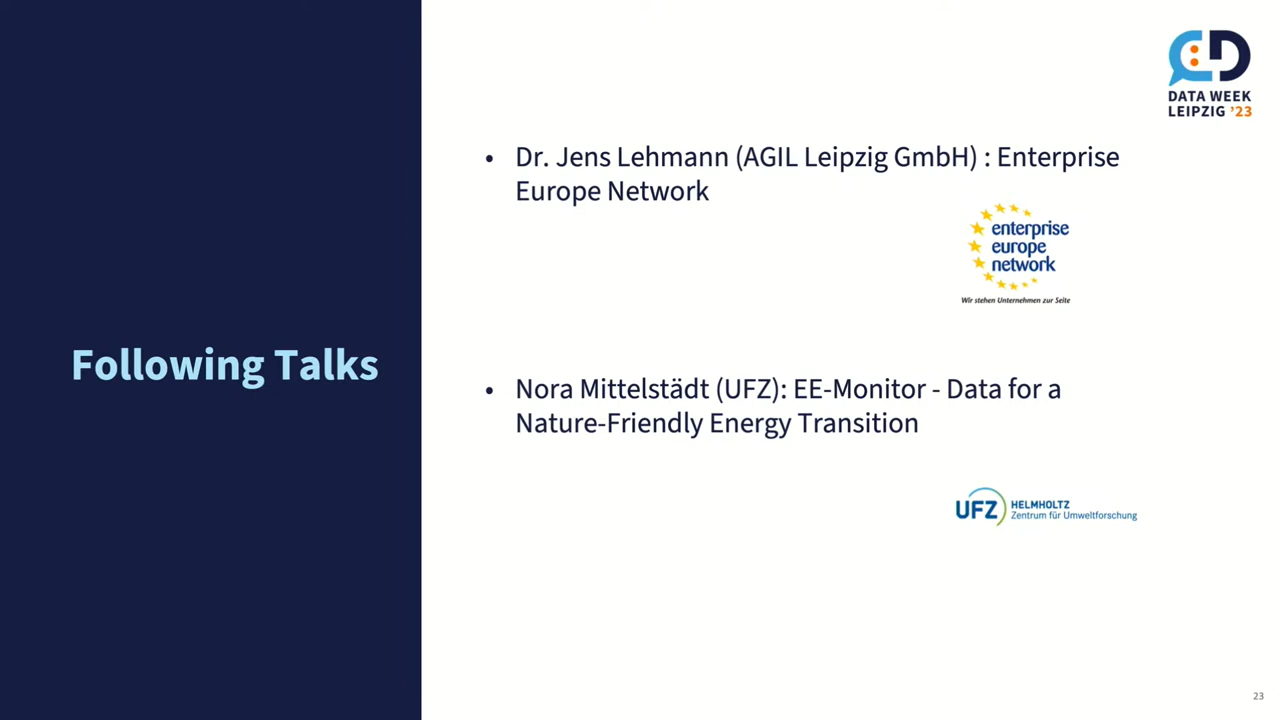 DATA WEEK
LEIPZIG '23
Following Talks
• Dr. Jens Lehmann (AGIL Leipzig GmbH) : Enterprise
Europe Network
enterprise
europe
network
Wir stehen Unternehmen zur Seite
• Nora Mittelstädt (UFZ): EE-Monitor - Data for a
Nature-Friendly Energy Transition
UFZ
HELMHOLTZ
Zentrum für Umweltforschung
23